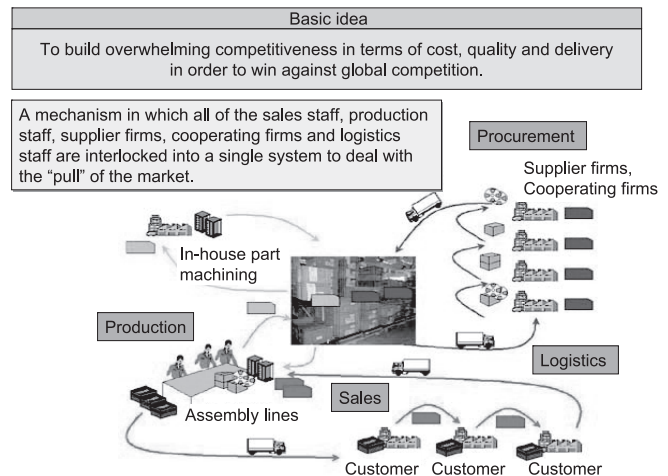 Basic idea
To build overwhelming competitiveness in terms of cost, quality and delivery
in order to win against global competition.
A mechanism in which all of the sales staff, production
staff, supplier firms, cooperating firms and logistics
staff are interlocked into a single system to deal with
the “pull” of the market.
Procurement
Supplier firms,
Cooperating firms
In-house part
machining
Production
Logistics
Assembly lines
Sales
Customer
Customer
Customer